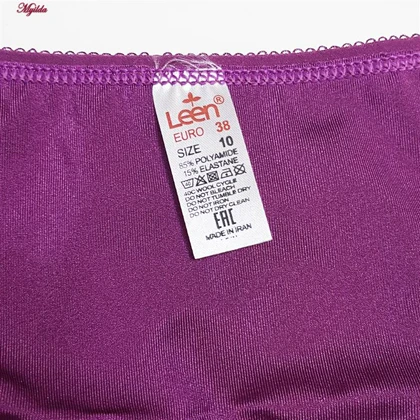 Myilda
Leen®
EURO 38
SIZE 10
85% POLYAMIDE
15% ELASTANE
40C WOOL CYCLE
DO NOT BLEACH
DO NOT TUMBLE DRY
DO NOT IRON
DO NOT DRY CLEAN
EAC
MADE IN IRAN